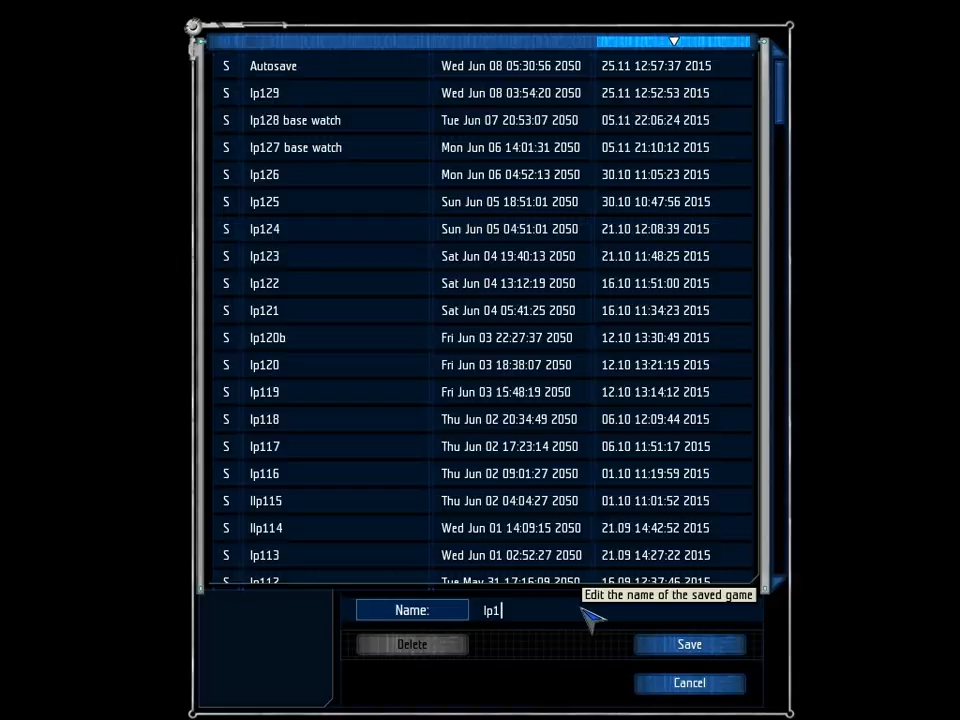 S Autosave Wed Jun 08 05:30:56 2050 25.11 12:57:37 2015
S lp129 Wed Jun 08 03:54:20 2050 25.11 12:52:53 2015
S lp128 base watch Tue Jun 07 20:53:07 2050 05.11 22:06:24 2015
S lp127 base watch Mon Jun 06 14:01:31 2050 05.11 21:10:12 2015
S lp126 Mon Jun 06 04:52:13 2050 30.10 11:05:23 2015
S lp125 Sun Jun 05 18:51:01 2050 30.10 10:47:56 2015
S lp124 Sun Jun 05 04:51:01 2050 21.10 12:08:39 2015
S lp123 Sat Jun 04 19:40:13 2050 21.10 11:48:25 2015
S lp122 Sat Jun 04 13:12:19 2050 16.10 11:51:00 2015
S lp121 Sat Jun 04 05:41:25 2050 16.10 11:34:23 2015
S lp120b Fri Jun 03 22:27:37 2050 12.10 13:30:49 2015
S lp120 Fri Jun 03 18:38:07 2050 12.10 13:21:15 2015
S lp119 Fri Jun 03 15:48:19 2050 12.10 13:14:12 2015
S lp118 Thu Jun 02 20:34:49 2050 06.10 12:09:44 2015
S lp117 Thu Jun 02 17:23:14 2050 06.10 11:51:17 2015
S lp116 Thu Jun 02 09:01:27 2050 01.10 11:19:59 2015
S llp115 Thu Jun 02 04:04:27 2050 01.10 11:01:52 2015
S llp114 Wed Jun 01 14:09:15 2050 21.09 14:42:52 2015
S lp113 Wed Jun 01 02:52:27 2050 21.09 14:27:22 2015
S lp112 Tue May 31 17:16:09 2050 16.09 12:37:46 2015
Edit the name of the saved game
Name: lp1
Delete Save
Cancel